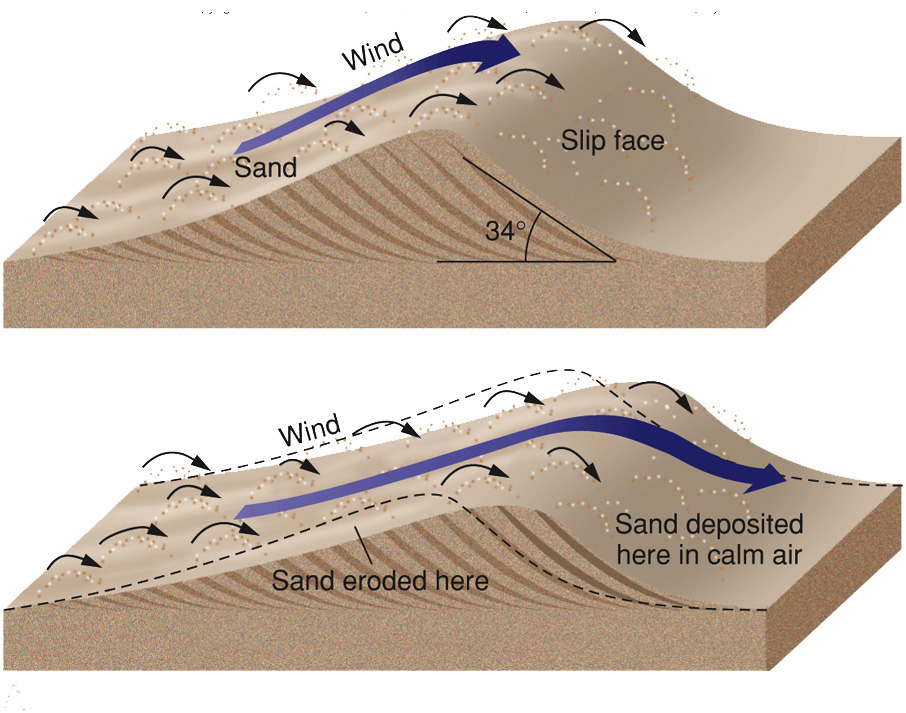 Wind
Sand
Slip face
34°
Wind
Sand deposited
here in calm air
Sand eroded here